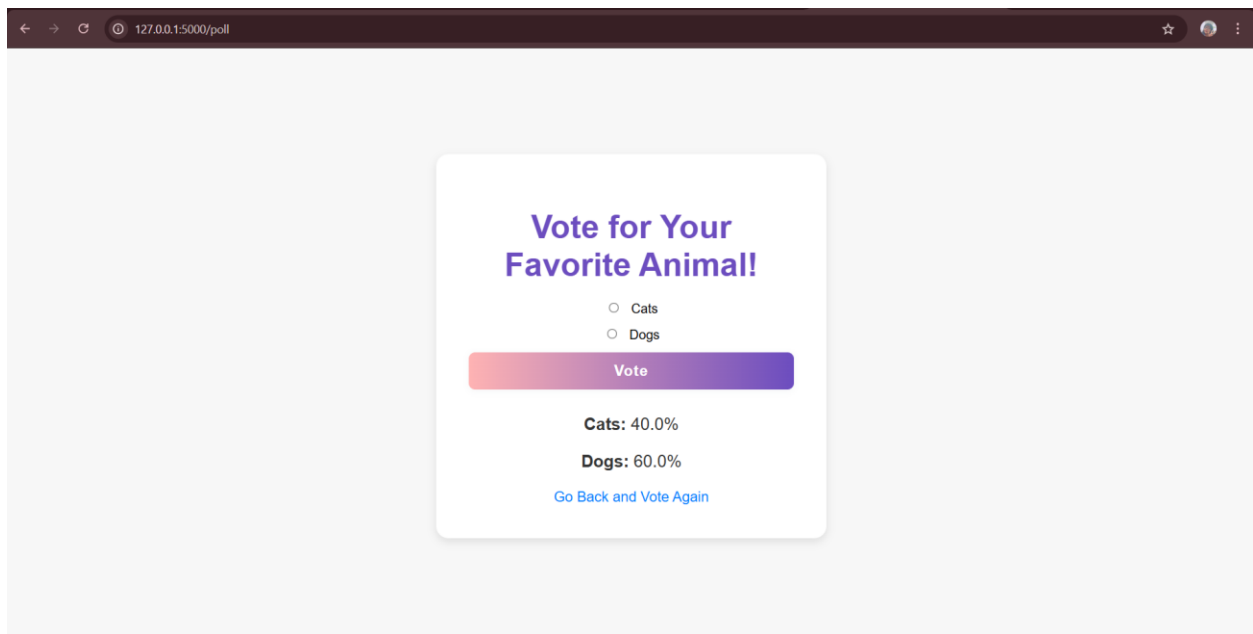 127.0.0.1:5000/poll
Vote for Your
Favorite Animal!
Cats
Dogs
Vote
Cats: 40.0%
Dogs: 60.0%
Go Back and Vote Again